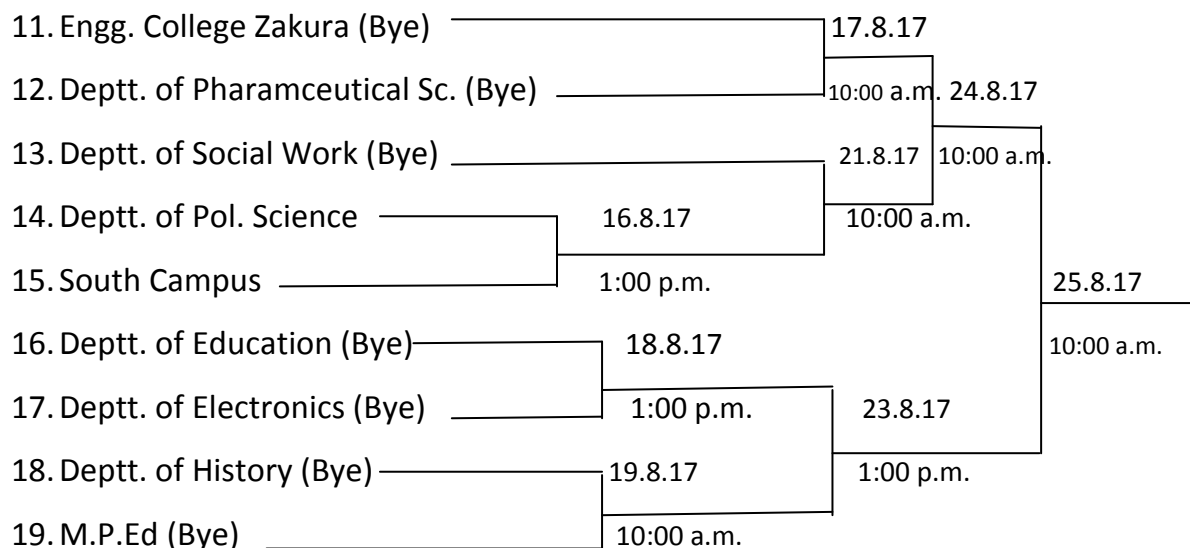 11. Engg. College Zakura (Bye) 17.8.17
12. Deptt. of Pharamceutical Sc. (Bye) 10:00 a.m. 24.8.17
13. Deptt. of Social Work (Bye) 21.8.17 10:00 a.m.
14. Deptt. of Pol. Science 16.8.17 10:00 a.m.
15. South Campus 1:00 p.m. 25.8.17
16. Deptt. of Education (Bye) 18.8.17 10:00 a.m.
17. Deptt. of Electronics (Bye) 1:00 p.m. 23.8.17
18. Deptt. of History (Bye) 19.8.17 1:00 p.m.
19. M.P.Ed (Bye) 10:00 a.m.